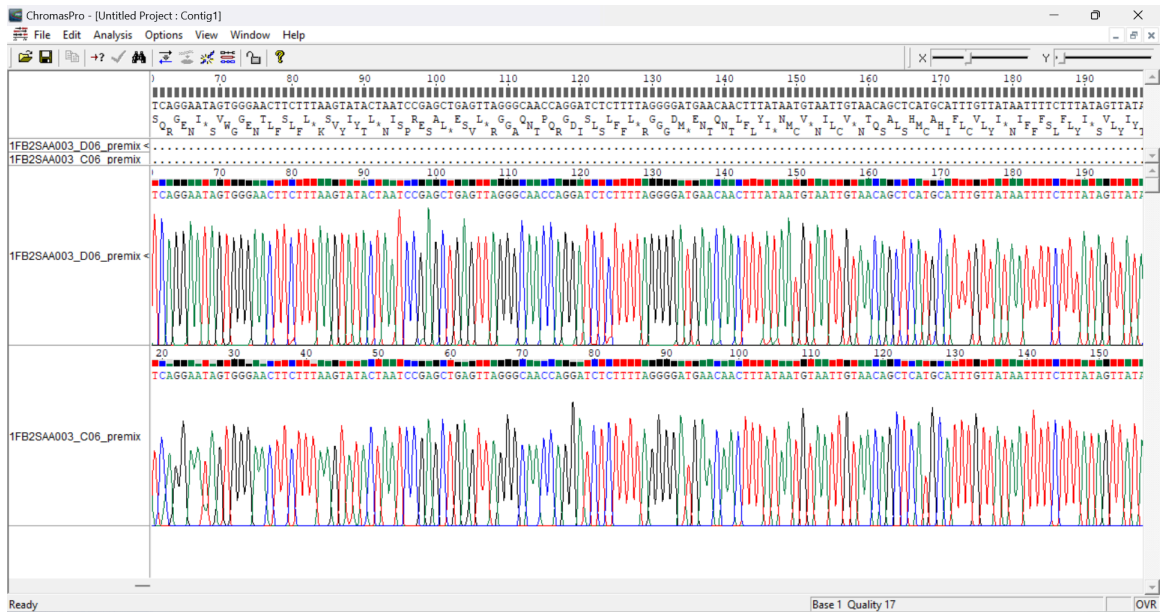 ChromasPro - [Untitled Project : Contig1]
File Edit Analysis Options View Window Help
X Y
70 80 90 100 110 120 130 140 150 160 170 180 190
TCAGGAATAGTGGGAACTTCTTTAAGTATACTAATCCGAGCTGAGTTAGGGCAACCAGGATCTCTTTTAGGGGATGAACAACTTTATAATGTAATTGTAACAGCTCATGCATTTGTTATAATTTTCTTTATAGTTATA
1FB2SAA003_D06_premix <
1FB2SAA003_C06_premix
70 80 90 100 110 120 130 140 150 160 170 180 190
TCAGGAATAGTGGGAACTTCTTTAAGTATACTAATCCGAGCTGAGTTAGGGCAACCAGGATCTCTTTTAGGGGATGAACAACTTTATAATGTAATTGTAACAGCTCATGCATTTGTTATAATTTTCTTTATAGTTATA
1FB2SAA003_D06_premix <
20 30 40 50 60 70 80 90 100 110 120 130 140 150
TCAGGAATAGTGGGAACTTCTTTAAGTATACTAATCCGAGCTGAGTTAGGGCAACCAGGATCTCTTTTAGGGGATGAACAACTTTATAATGTAATTGTAACAGCTCATGCATTTGTTATAATTTTCTTTATAGTTATA
1FB2SAA003_C06_premix
Ready Base 1 Quality 17 OVR